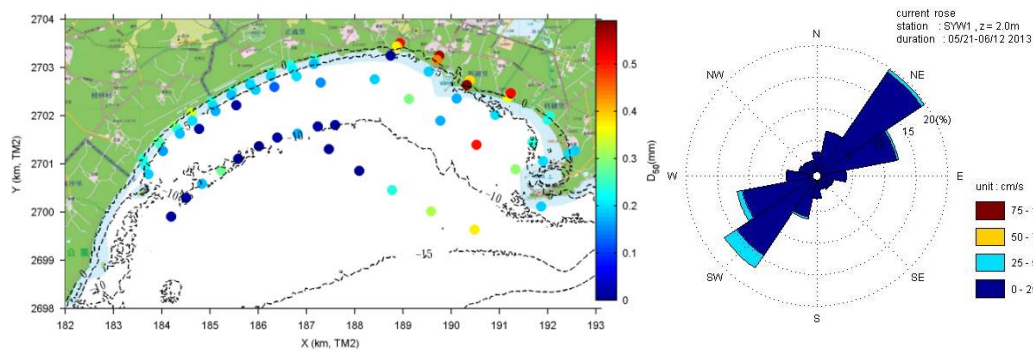 2704
2703
2702
2701
2700
2699
2698
Y (km, TM2)
182 183 184 185 186 187 188 189 190 191 192 193
X (km, TM2)
-10
-10
-15
0.5
0.4
0.3
0.2
0.1
0
D50(mm)
current rose
station : SYW1 , z = 2.0m
duration : 05/21-06/12 2013
N
NW
NE
20(%)
15
W
E
SW
SE
S
unit : cm/s
75 -
50 -
25 -
0 - 2